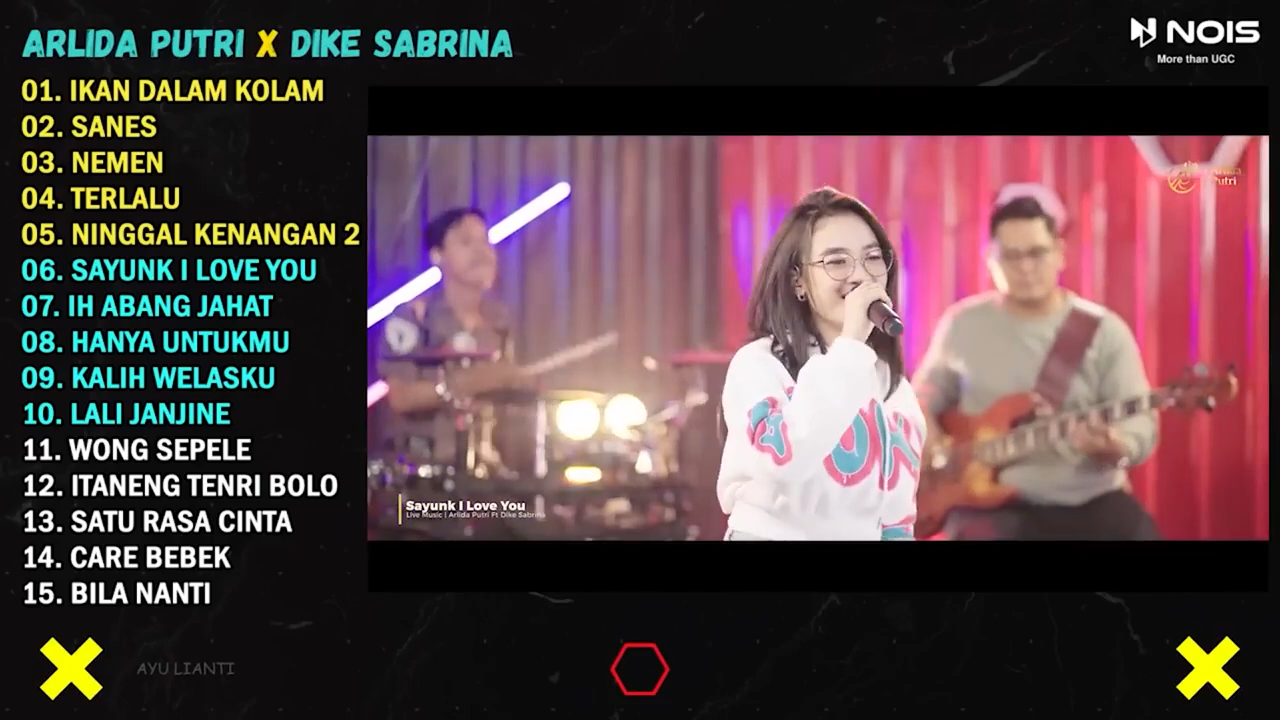 ARLIDA PUTRI X DIKE SABRINA
01. IKAN DALAM KOLAM
02. SANES
03. NEMEN
04. TERLALU
05. NINGGAL KENANGAN 2
06. SAYUNK I LOVE YOU
07. IH ABANG JAHAT
08. HANYA UNTUKMU
09. KALIH WELASKU
10. LALI JANJINE
11. WONG SEPELE
12. ITANENG TENRI BOLO
13. SATU RASA CINTA
14. CARE BEBEK
15. BILA NANTI
NOIS
More than UGC
Arlida
Putri
Sayunk I Love You
Live Music | Arlida Putri Ft Dike Sabrina
AYU LIANTI